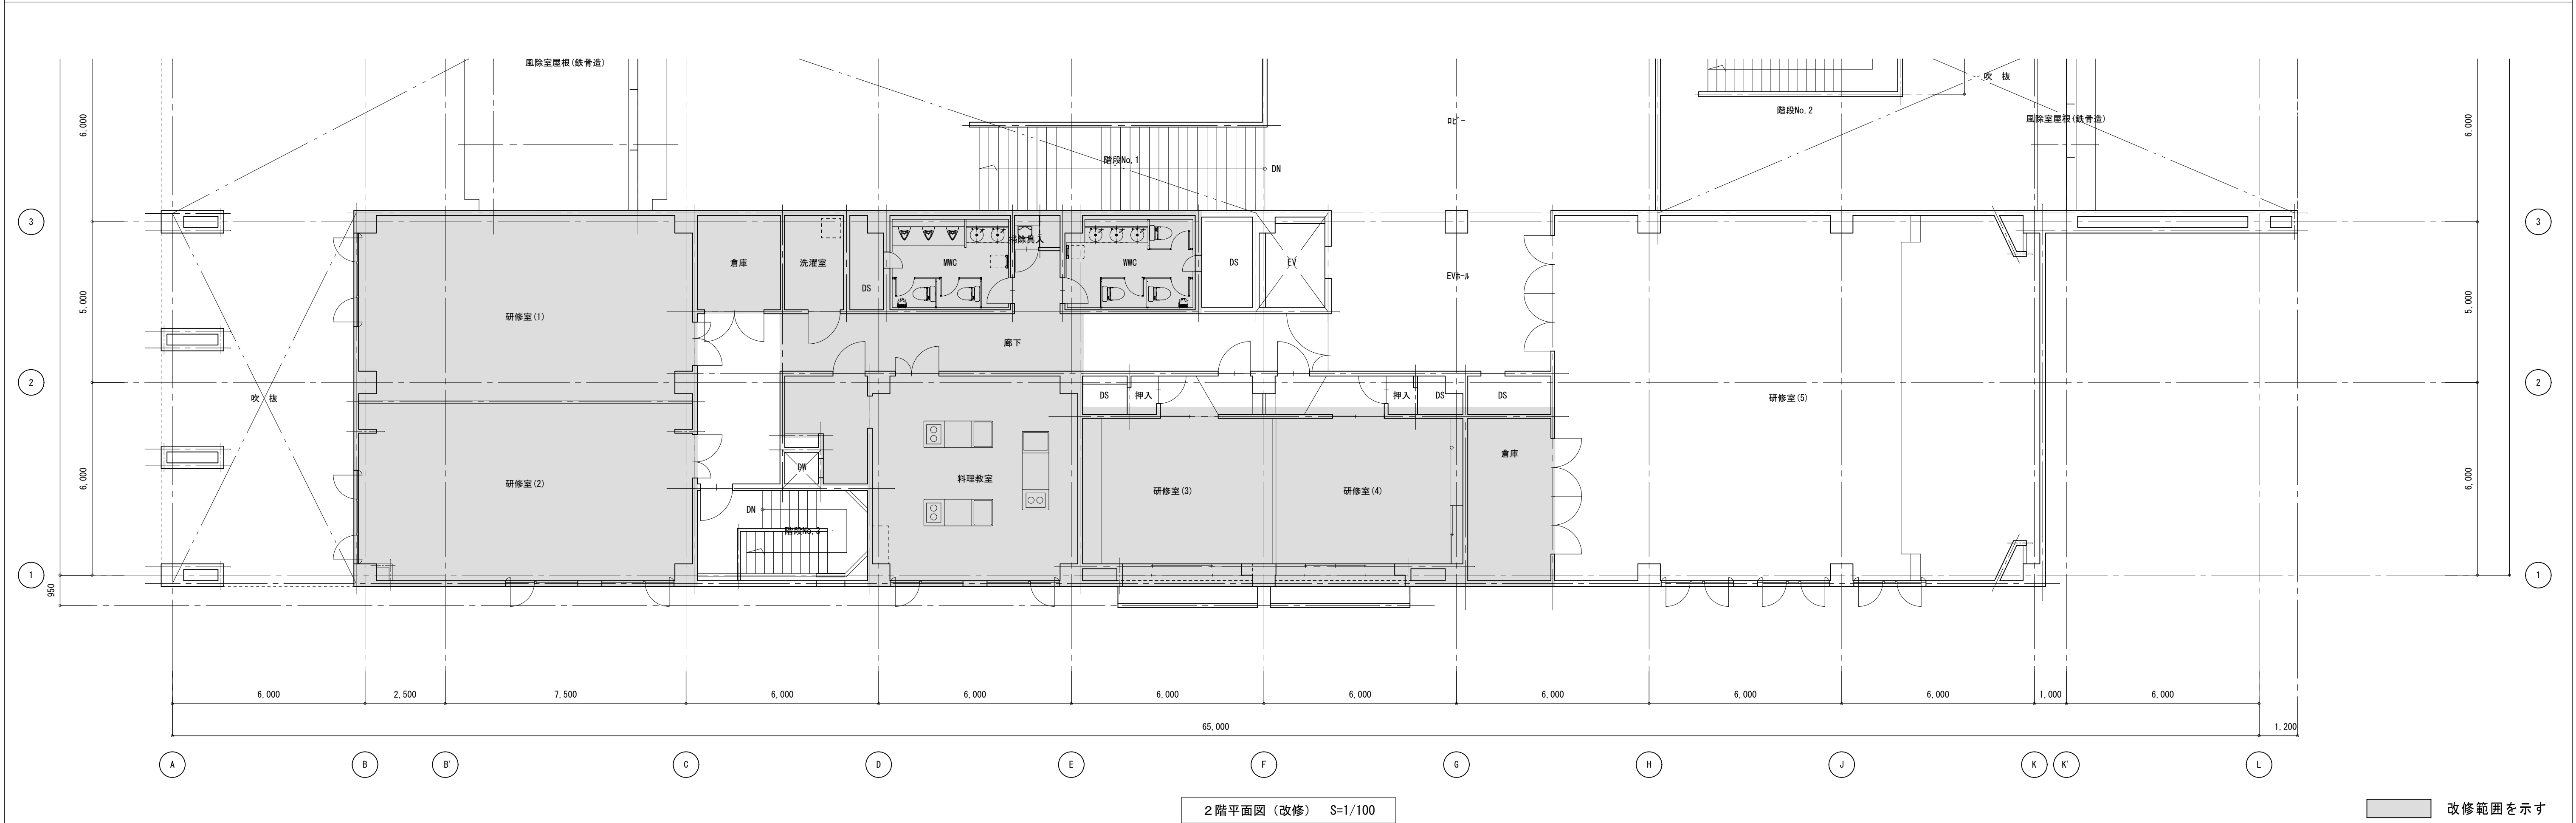 風除室屋根(鉄骨造)
吹 抜
6,000
階段No.2
ﾛﾋﾞｰ
風除室屋根(鉄骨造)
6,000
階段No.1
DN
3
3
掃除具入
倉庫
洗濯室
MWC
WWC
DS
EV
DS
EVﾎｰﾙ
5,000
5,000
研修室(1)
廊下
2
2
吹 抜
DS
押入
押入
DS
DS
研修室(5)
倉庫
DW
6,000
料理教室
6,000
研修室(2)
研修室(3)
研修室(4)
DN
階段No.3
1
1
950
6,000
2,500
7,500
6,000
6,000
6,000
6,000
6,000
6,000
6,000
1,000
6,000
65,000
1,200
A
B
B'
C
D
E
F
G
H
J
K
K'
L
2階平面図（改修） S=1/100
改修範囲を示す